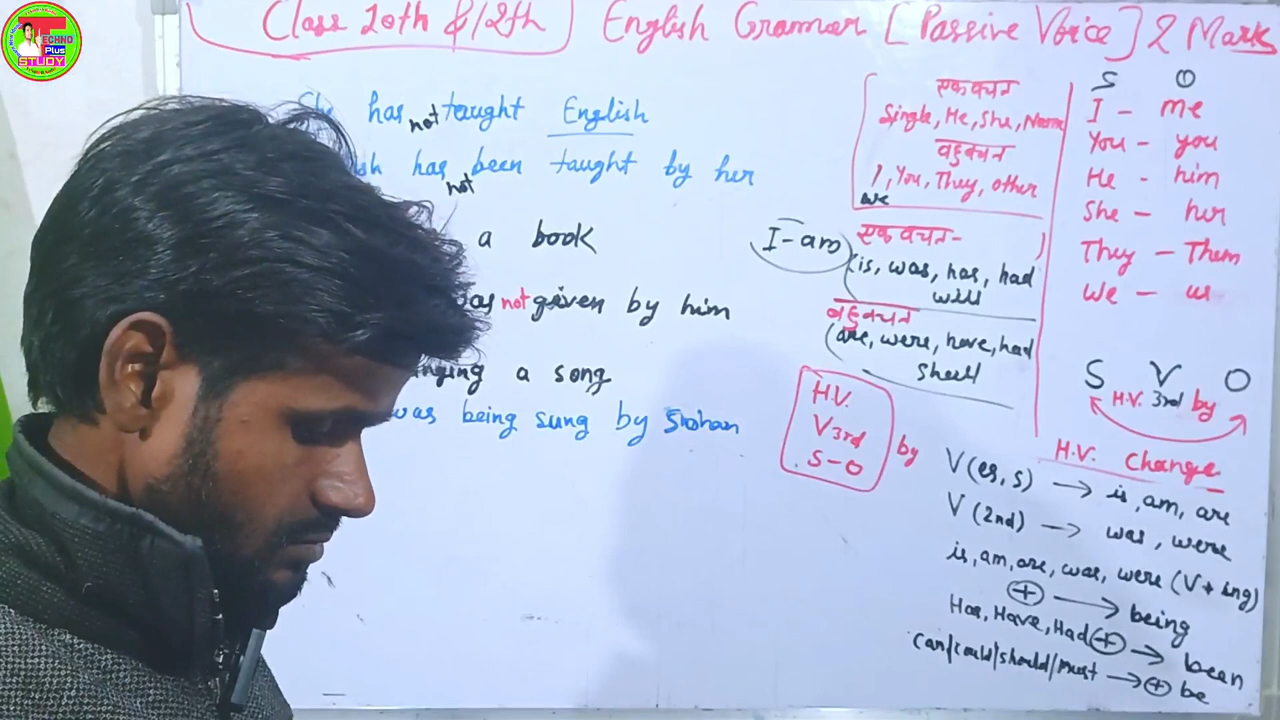 Class 10th & 12th English Grammar [Passive Voice] 2 Mark
TECHNO
Plus
STUDY
She has not taught English
has not been taught by her
a book
not given by him
a song
was being sung by Shohan
एकवचन
Single, He, She, Name
बहुवचन
I, You, They, other
we
I - am
एकवचन -
(is, was, has, had
will
बहुवचन
(are, were, have, had
shall
H.V.
V 3rd
S - O
by
S O
I - me
You - you
He - him
She - her
They - Them
We - us
S V O
H.V. 3rd by
H.V. Change
V (es, s) → is, am, are
V (2nd) → was, were
is, am, are, was, were (V + ing)
+ → being
Has, Have, Had + → been
can/could/should/must → + be